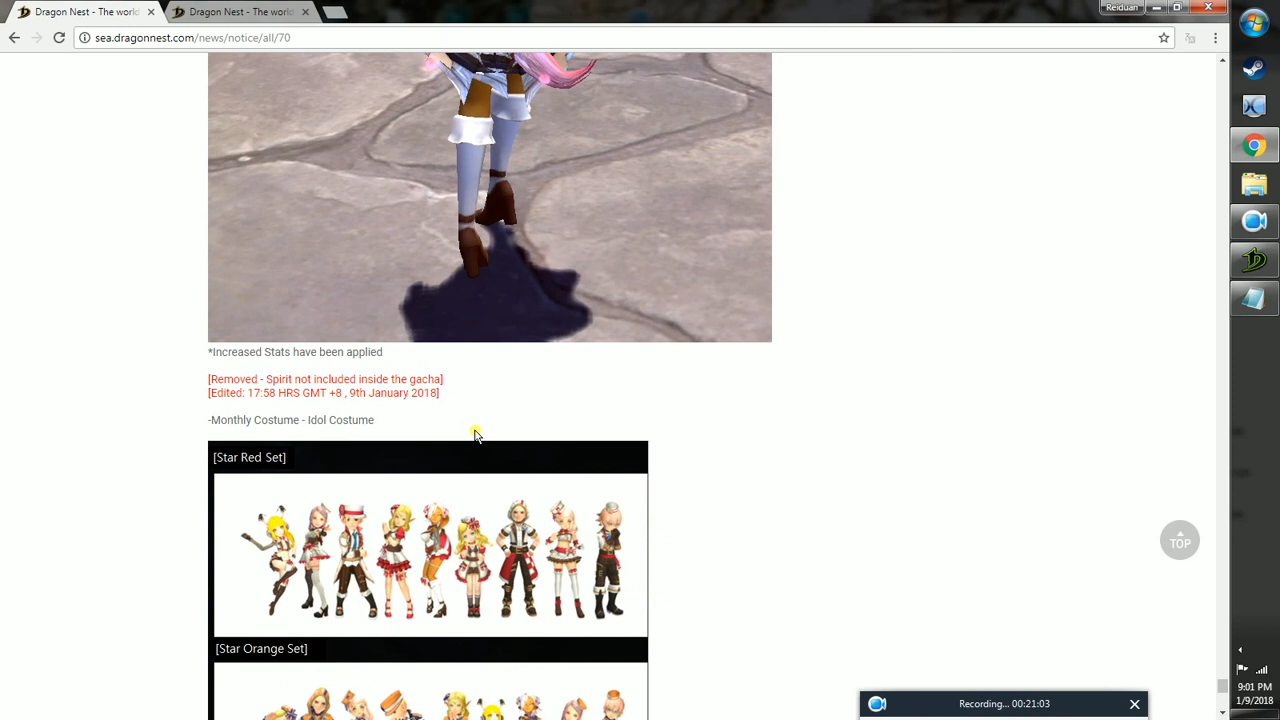 Dragon Nest - The world
Dragon Nest - The world
Reiduan
sea.dragonnest.com/news/notice/all/70
*Increased Stats have been applied
[Removed - Spirit not included inside the gacha]
[Edited: 17:58 HRS GMT +8 , 9th January 2018]
-Monthly Costume - Idol Costume
[Star Red Set]
TOP
[Star Orange Set]
Recording... 00:21:03
9:01 PM
1/9/2018